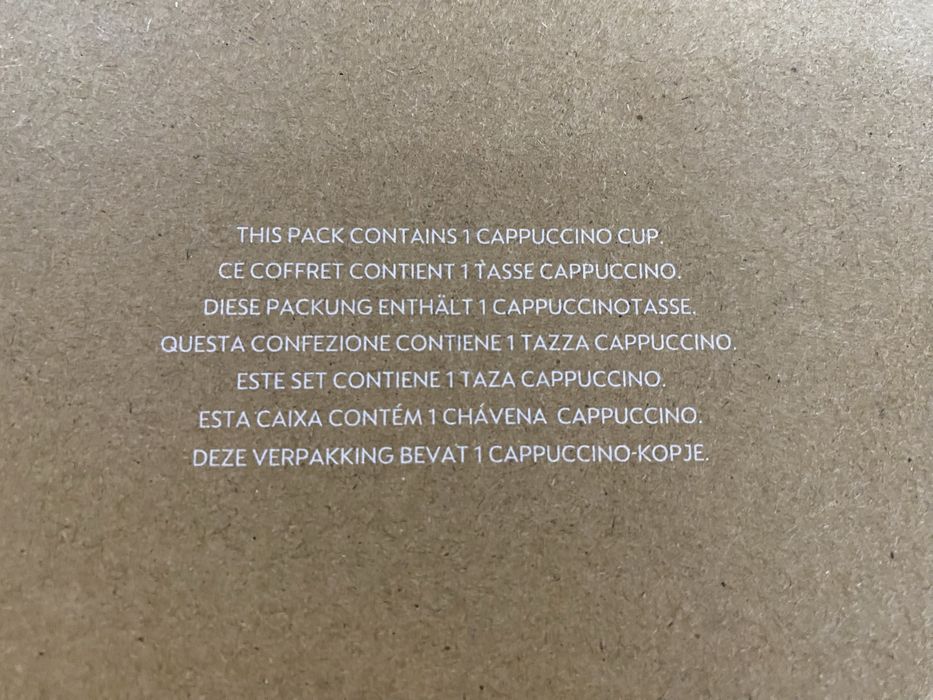 THIS PACK CONTAINS 1 CAPPUCCINO CUP.
CE COFFRET CONTIENT 1 TASSE CAPPUCCINO.
DIESE PACKUNG ENTHÄLT 1 CAPPUCCINOTASSE.
QUESTA CONFEZIONE CONTIENE 1 TAZZA CAPPUCCINO.
ESTE SET CONTIENE 1 TAZA CAPPUCCINO.
ESTA CAIXA CONTÉM 1 CHÁVENA CAPPUCCINO.
DEZE VERPAKKING BEVAT 1 CAPPUCCINO-KOPJE.